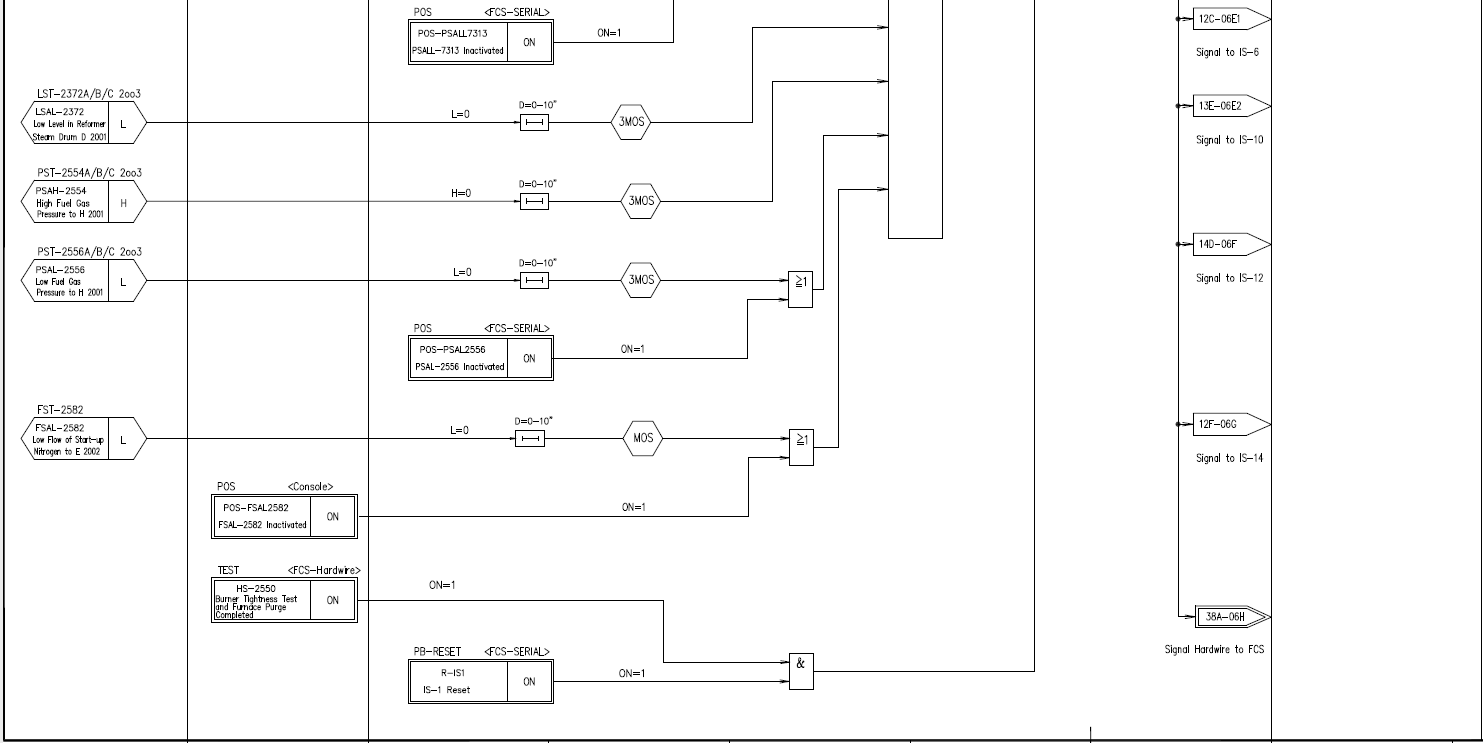 POS <FCS-SERIAL>
POS-PSALL7313
PSALL-7313 Inactivated
ON
ON=1
12C-06E1
Signal to IS-6
LST-2372A/B/C 2oo3
LSAL-2372
Low Level in Reformer
Steam Drum D 2001
L
L=0
D=0-10"
3MOS
13E-06E2
Signal to IS-10
PST-2554A/B/C 2oo3
PSAH-2554
High Fuel Gas
Pressure to H 2001
H
H=0
D=0-10"
3MOS
14D-06F
Signal to IS-12
PST-2556A/B/C 2oo3
PSAL-2556
Low Fuel Gas
Pressure to H 2001
L
L=0
D=0-10"
3MOS
≧1
POS <FCS-SERIAL>
POS-PSAL2556
PSAL-2556 Inactivated
ON
ON=1
FST-2582
FSAL-2582
Low Flow of Start-up
Nitrogen to E 2002
L
L=0
D=0-10"
MOS
≧1
12F-06G
Signal to IS-14
POS <Console>
POS-FSAL2582
FSAL-2582 Inactivated
ON
ON=1
TEST <FCS-Hardwire>
HS-2550
Burner Tightness Test
and Furnace Purge
Completed
ON
ON=1
38A-06H
Signal Hardwire to FCS
PB-RESET <FCS-SERIAL>
R-IS1
IS-1 Reset
ON
ON=1
&